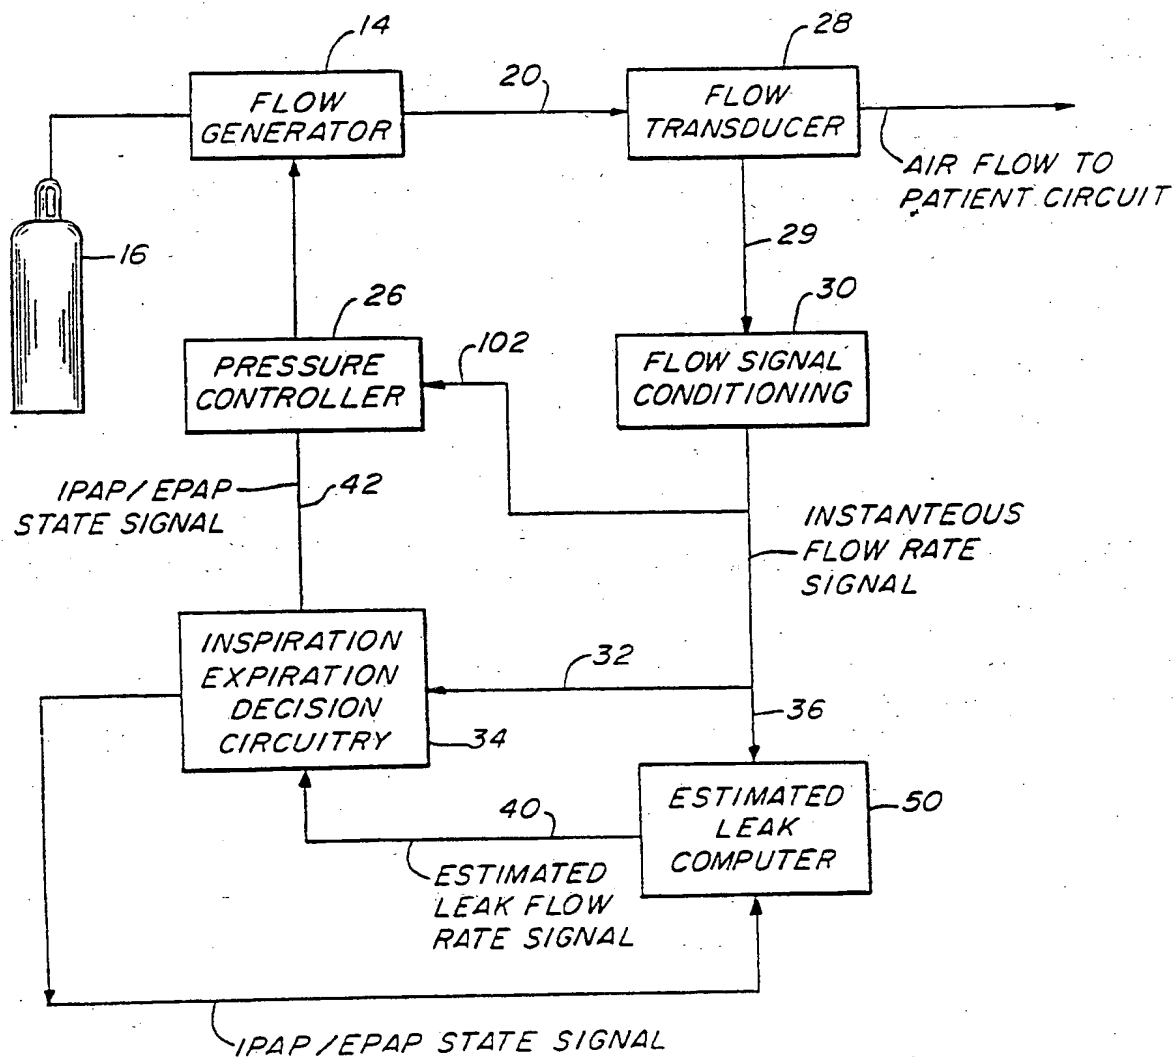 14
28
FLOW
GENERATOR
20
FLOW
TRANSDUCER
AIR FLOW TO
PATIENT CIRCUIT
16
29
26
30
PRESSURE
CONTROLLER
102
FLOW SIGNAL
CONDITIONING
IPAP/EPAP
STATE SIGNAL
42
INSTANTEOUS
FLOW RATE
SIGNAL
INSPIRATION
EXPIRATION
DECISION
CIRCUITRY
34
32
36
ESTIMATED
LEAK
COMPUTER
50
40
ESTIMATED
LEAK FLOW
RATE SIGNAL
IPAP/EPAP STATE SIGNAL